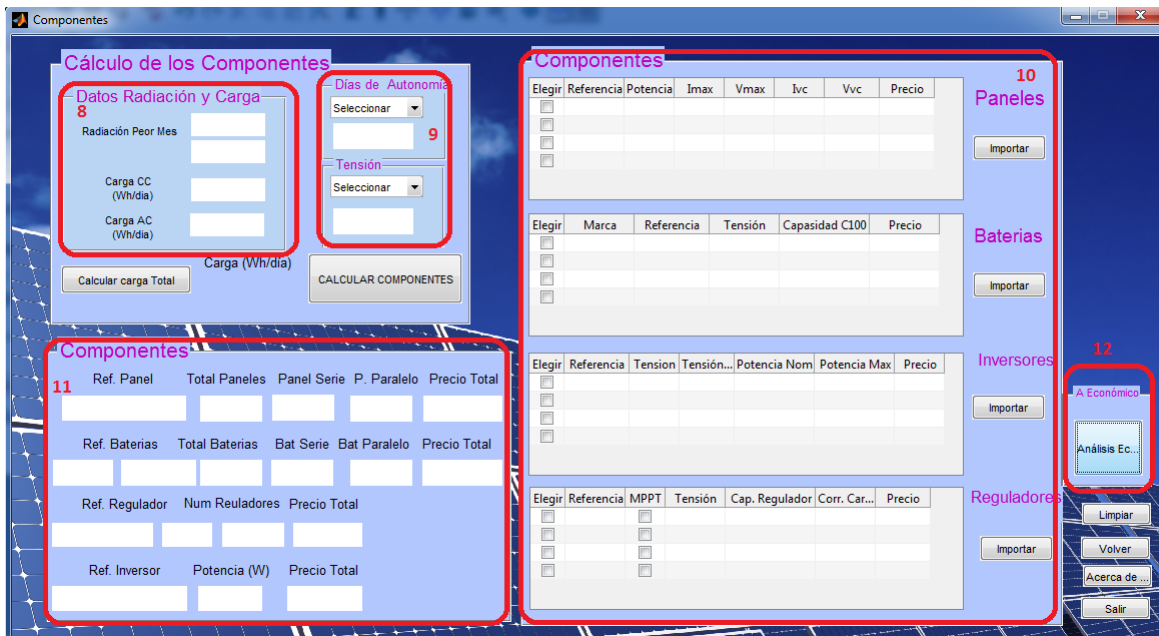 Componentes
Cálculo de los Componentes
Datos Radiación y Carga
8
Radiación Peor Mes
Carga CC
(Wh/dia)
Carga AC
(Wh/dia)
Días de Autonomía
Seleccionar
9
Tensión
Seleccionar
Calcular carga Total
Carga (Wh/día)
CALCULAR COMPONENTES
Componentes
11
Ref. Panel Total Paneles Panel Serie P. Paralelo Precio Total
Ref. Baterias Total Baterias Bat Serie Bat Paralelo Precio Total
Ref. Regulador Num Reuladores Precio Total
Ref. Inversor Potencia (W) Precio Total
Componentes
10
Elegir Referencia Potencia Imax Vmax Ivc Vvc Precio
Paneles
Importar
Elegir Marca Referencia Tensión Capasidad C100 Precio
Baterias
Importar
Elegir Referencia Tension Tensión... Potencia Nom Potencia Max Precio
Inversores
Importar
Elegir Referencia MPPT Tensión Cap. Regulador Corr. Car... Precio
Reguladores
Importar
12
A Económico
Análisis Ec...
Limpiar
Volver
Acerca de ...
Salir